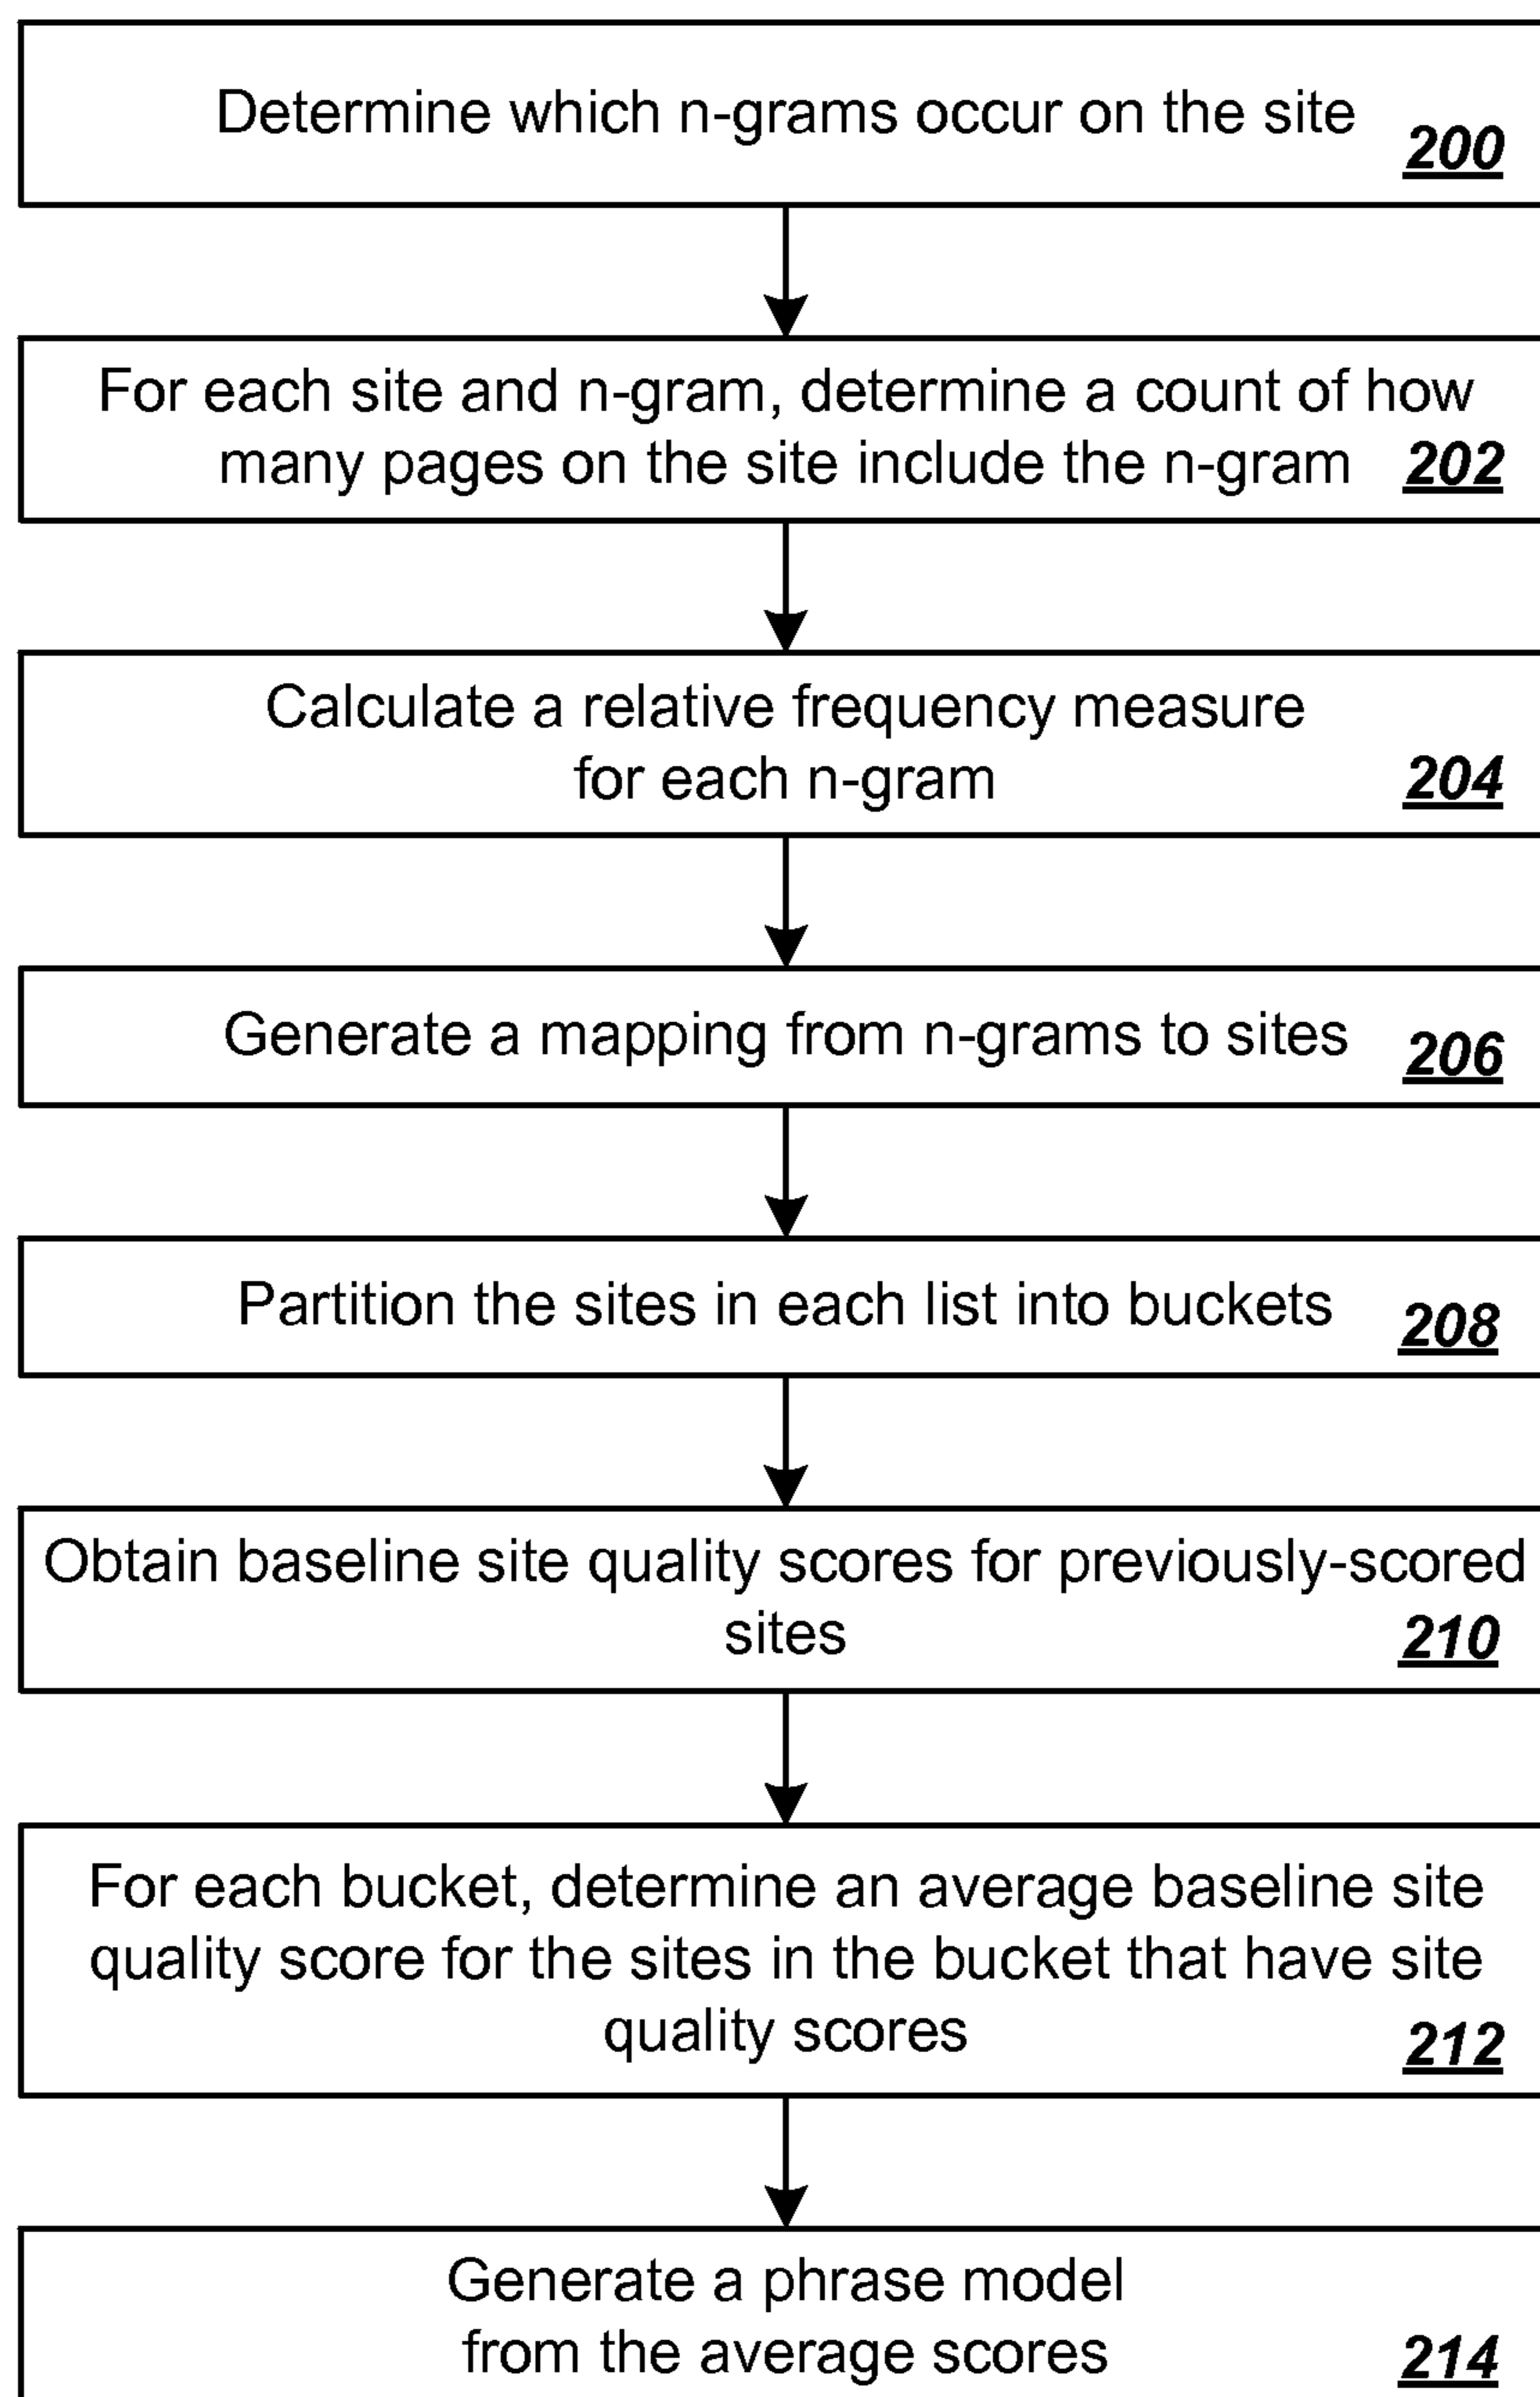 Determine which n-grams occur on the site
200
For each site and n-gram, determine a count of how
many pages on the site include the n-gram 202
Calculate a relative frequency measure
for each n-gram 204
Generate a mapping from n-grams to sites 206
Partition the sites in each list into buckets 208
Obtain baseline site quality scores for previously-scored
sites 210
For each bucket, determine an average baseline site
quality score for the sites in the bucket that have site
quality scores 212
Generate a phrase model
from the average scores 214